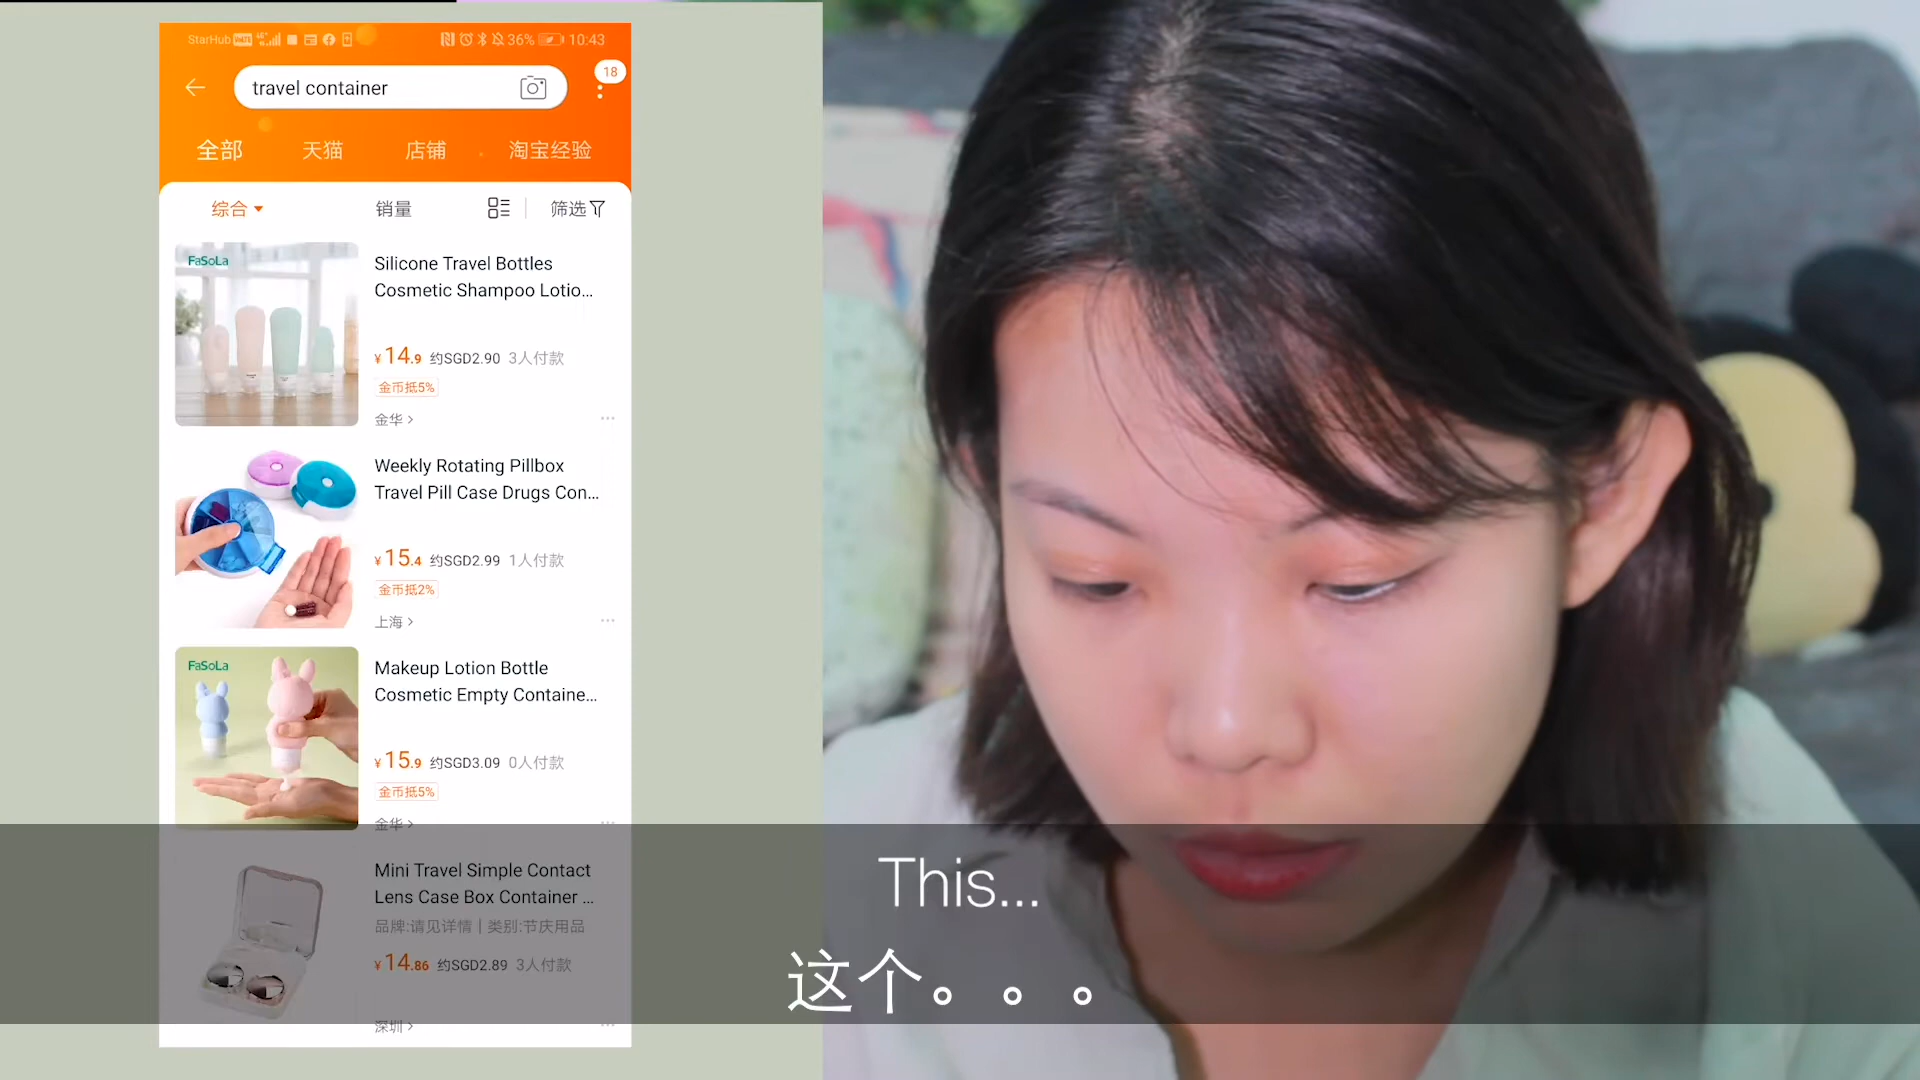 StarHub VoLTE 4G 36% 10:43
travel container
18
全部 天猫 店铺 淘宝经验
综合 销量 筛选
FaSoLa
Silicone Travel Bottles
Cosmetic Shampoo Lotio...
¥14.9 约SGD2.90 3人付款
金币抵5%
金华 >
Weekly Rotating Pillbox
Travel Pill Case Drugs Con...
¥15.4 约SGD2.99 1人付款
金币抵2%
上海 >
FaSoLa
Makeup Lotion Bottle
Cosmetic Empty Containe...
¥15.9 约SGD3.09 0人付款
金币抵5%
金华 >
Mini Travel Simple Contact
Lens Case Box Container ...
品牌:请见详情 | 类别:节庆用品
¥14.86 约SGD2.89 3人付款
深圳 >
This...
这个。。。